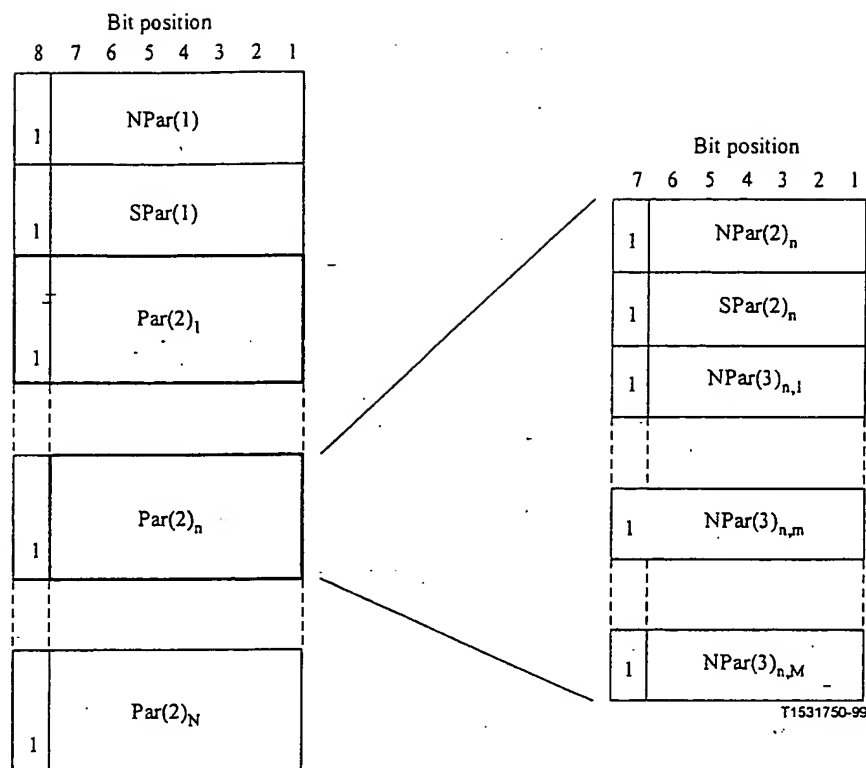 Bit position
8 7 6 5 4 3 2 1
NPar(1)
1
SPar(1)
1
Par(2)₁
1
Par(2)ₙ
1
Par(2)N
1
Bit position
7 6 5 4 3 2 1
1 NPar(2)ₙ
1 SPar(2)ₙ
1 NPar(3)n,1
1 NPar(3)n,m
1 NPar(3)n,M
T1531750-99